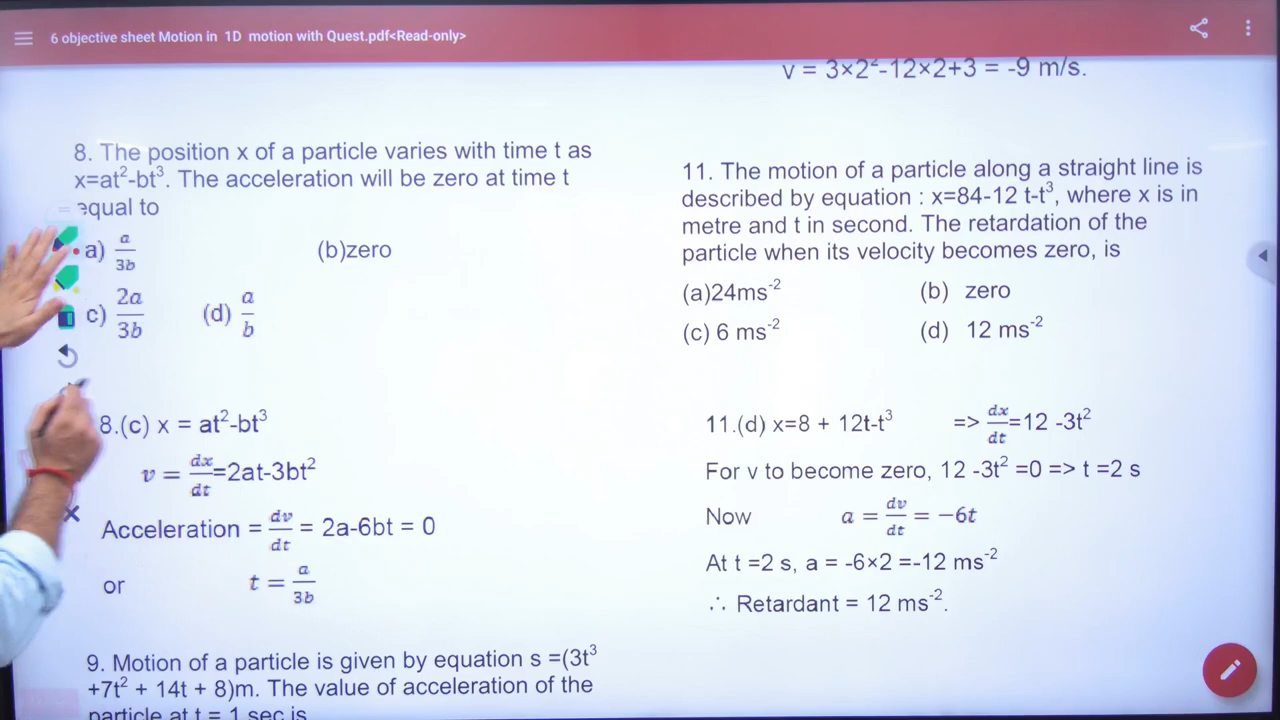 6 objective sheet Motion in 1D motion with Quest.pdf<Read-only>
v = 3×2²-12×2+3 = -9 m/s.
8. The position x of a particle varies with time t as
x=at²-bt³. The acceleration will be zero at time t
= equal to
a) a/3b (b)zero
c) 2a/3b (d) a/b
8.(c) x = at²-bt³
v = dx/dt=2at-3bt²
Acceleration = dv/dt = 2a-6bt = 0
or t = a/3b
9. Motion of a particle is given by equation s =(3t³
+7t² + 14t + 8)m. The value of acceleration of the
particle at t = 1 sec is
11. The motion of a particle along a straight line is
described by equation : x=84-12 t-t³, where x is in
metre and t in second. The retardation of the
particle when its velocity becomes zero, is
(a)24ms⁻² (b) zero
(c) 6 ms⁻² (d) 12 ms⁻²
11.(d) x=8 + 12t-t³ => dx/dt=12 -3t²
For v to become zero, 12 -3t² =0 => t =2 s
Now a = dv/dt = −6t
At t =2 s, a = -6×2 =-12 ms⁻²
∴ Retardant = 12 ms⁻².